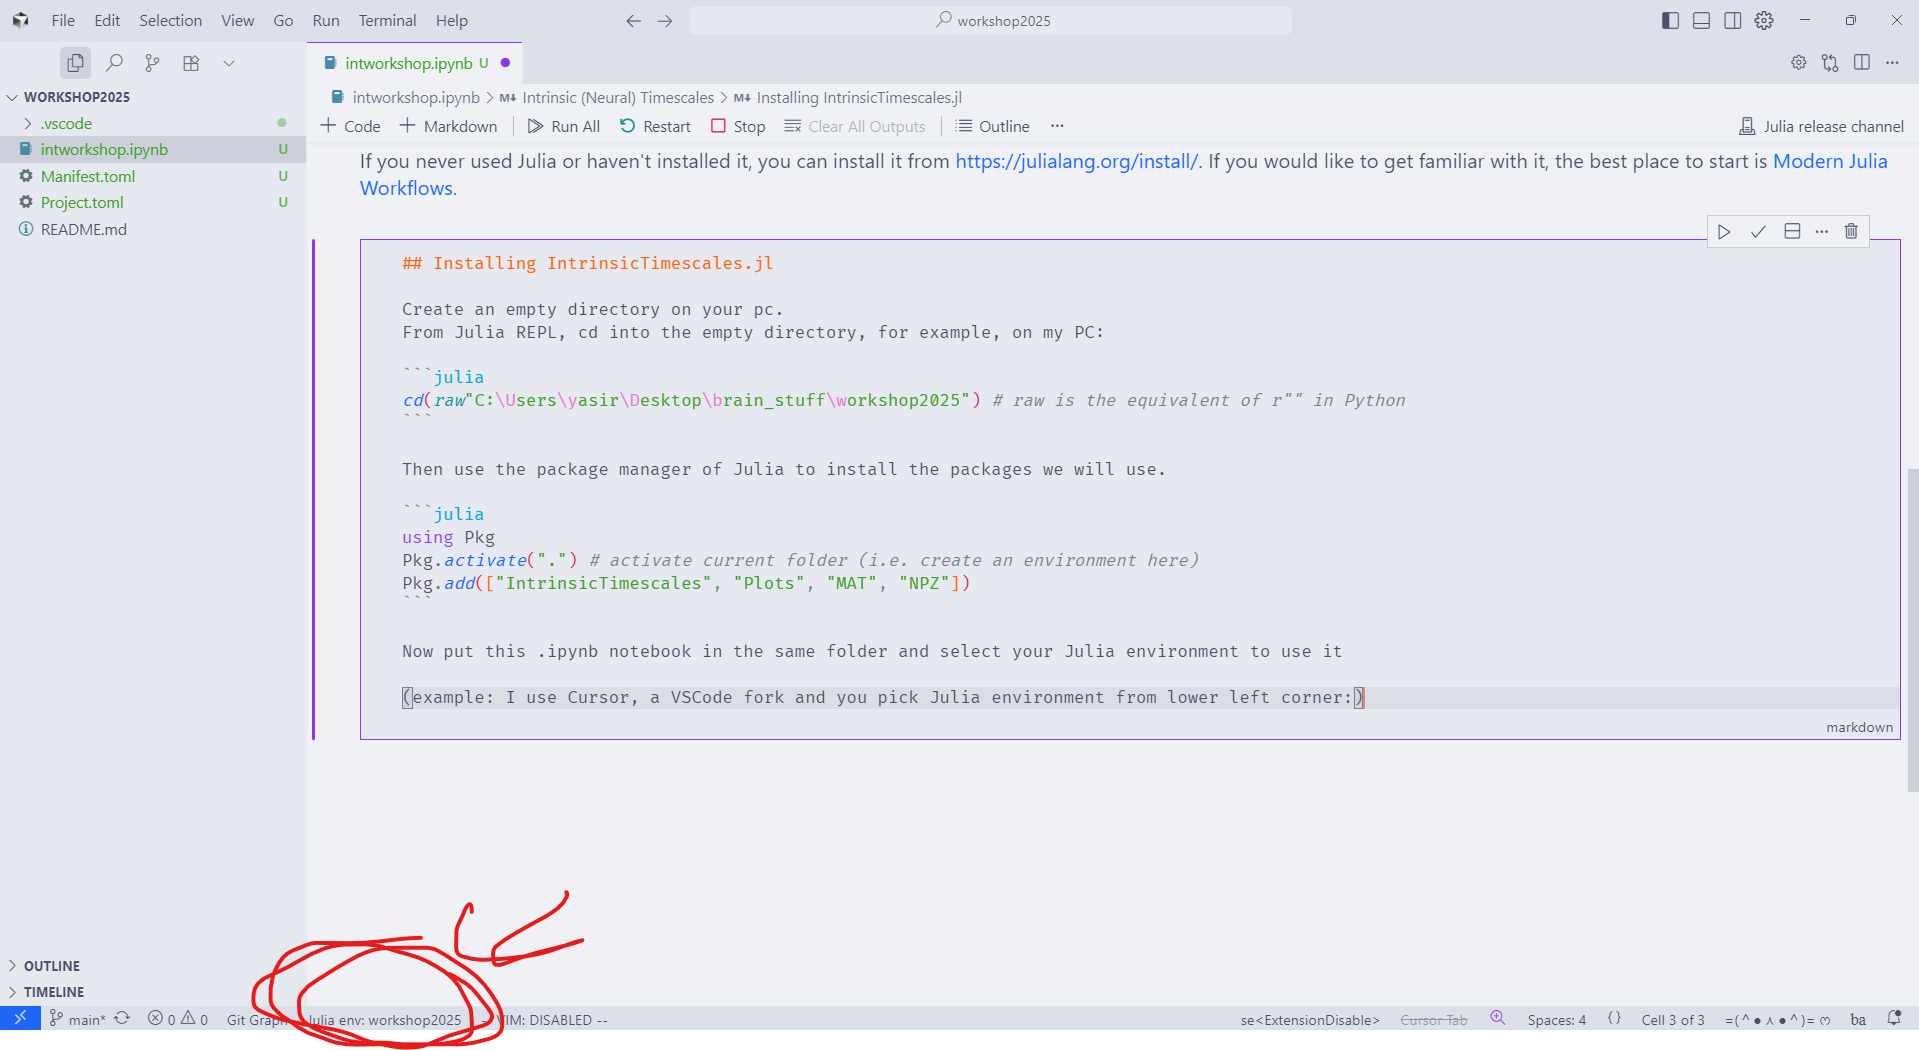 File Edit Selection View Go Run Terminal Help
workshop2025
intworkshop.ipynb U
WORKSHOP2025
intworkshop.ipynb > M↓ Intrinsic (Neural) Timescales > M↓ Installing IntrinsicTimescales.jl
.vscode
+ Code + Markdown Run All Restart Stop Clear All Outputs Outline ··· Julia release channel
intworkshop.ipynb U
Manifest.toml U
Project.toml U
README.md
If you never used Julia or haven't installed it, you can install it from https://julialang.org/install/. If you would like to get familiar with it, the best place to start is Modern Julia
Workflows.
## Installing IntrinsicTimescales.jl
Create an empty directory on your pc.
From Julia REPL, cd into the empty directory, for example, on my PC:
```julia
cd(raw"C:\Users\yasir\Desktop\brain_stuff\workshop2025") # raw is the equivalent of r"" in Python
```
Then use the package manager of Julia to install the packages we will use.
```julia
using Pkg
Pkg.activate(".") # activate current folder (i.e. create an environment here)
Pkg.add(["IntrinsicTimescales", "Plots", "MAT", "NPZ"])
```
Now put this .ipynb notebook in the same folder and select your Julia environment to use it
(example: I use Cursor, a VSCode fork and you pick Julia environment from lower left corner:)
markdown
OUTLINE
TIMELINE
main* 0 0 Git Graph Julia env: workshop2025 -- VIM: DISABLED -- se<ExtensionDisable> Cursor Tab Spaces: 4 {} Cell 3 of 3 =(^•⋏•^)= ෆ ba